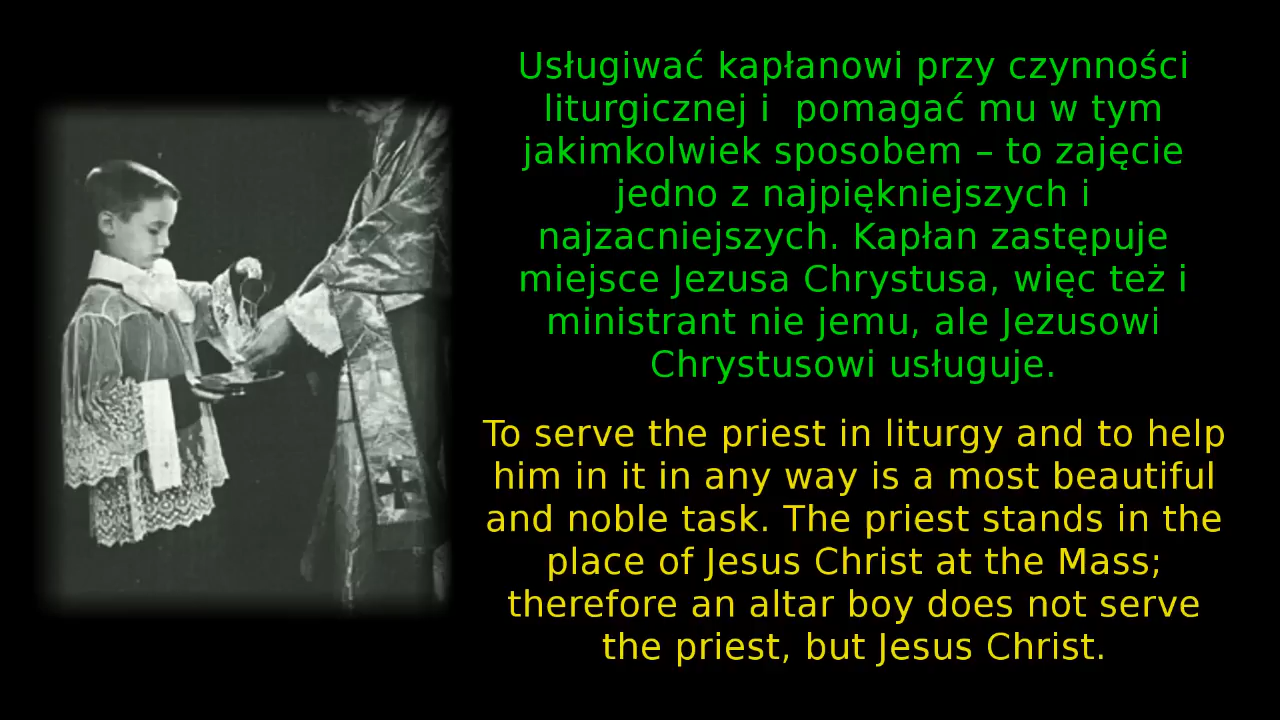 Usługiwać kapłanowi przy czynności
liturgicznej i  pomagać mu w tym
jakimkolwiek sposobem – to zajęcie
jedno z najpiękniejszych i
najzacniejszych. Kapłan zastępuje
miejsce Jezusa Chrystusa, więc też i
ministrant nie jemu, ale Jezusowi
Chrystusowi usługuje.
To serve the priest in liturgy and to help
him in it in any way is a most beautiful
and noble task. The priest stands in the
place of Jesus Christ at the Mass;
therefore an altar boy does not serve
the priest, but Jesus Christ.